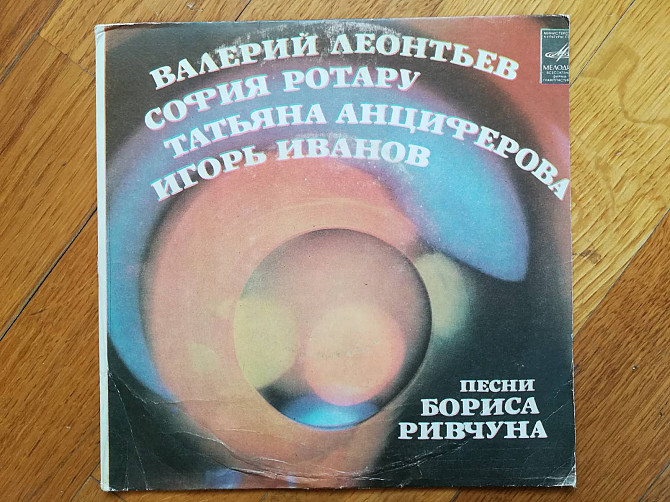 ВАЛЕРИЙ ЛЕОНТЬЕВ
СОФИЯ РОТАРУ
ТАТЬЯНА АНЦИФЕРОВА
ИГОРЬ ИВАНОВ
МЕЛОДИЯ
ПЕСНИ
БОРИСА
РИВЧУНА